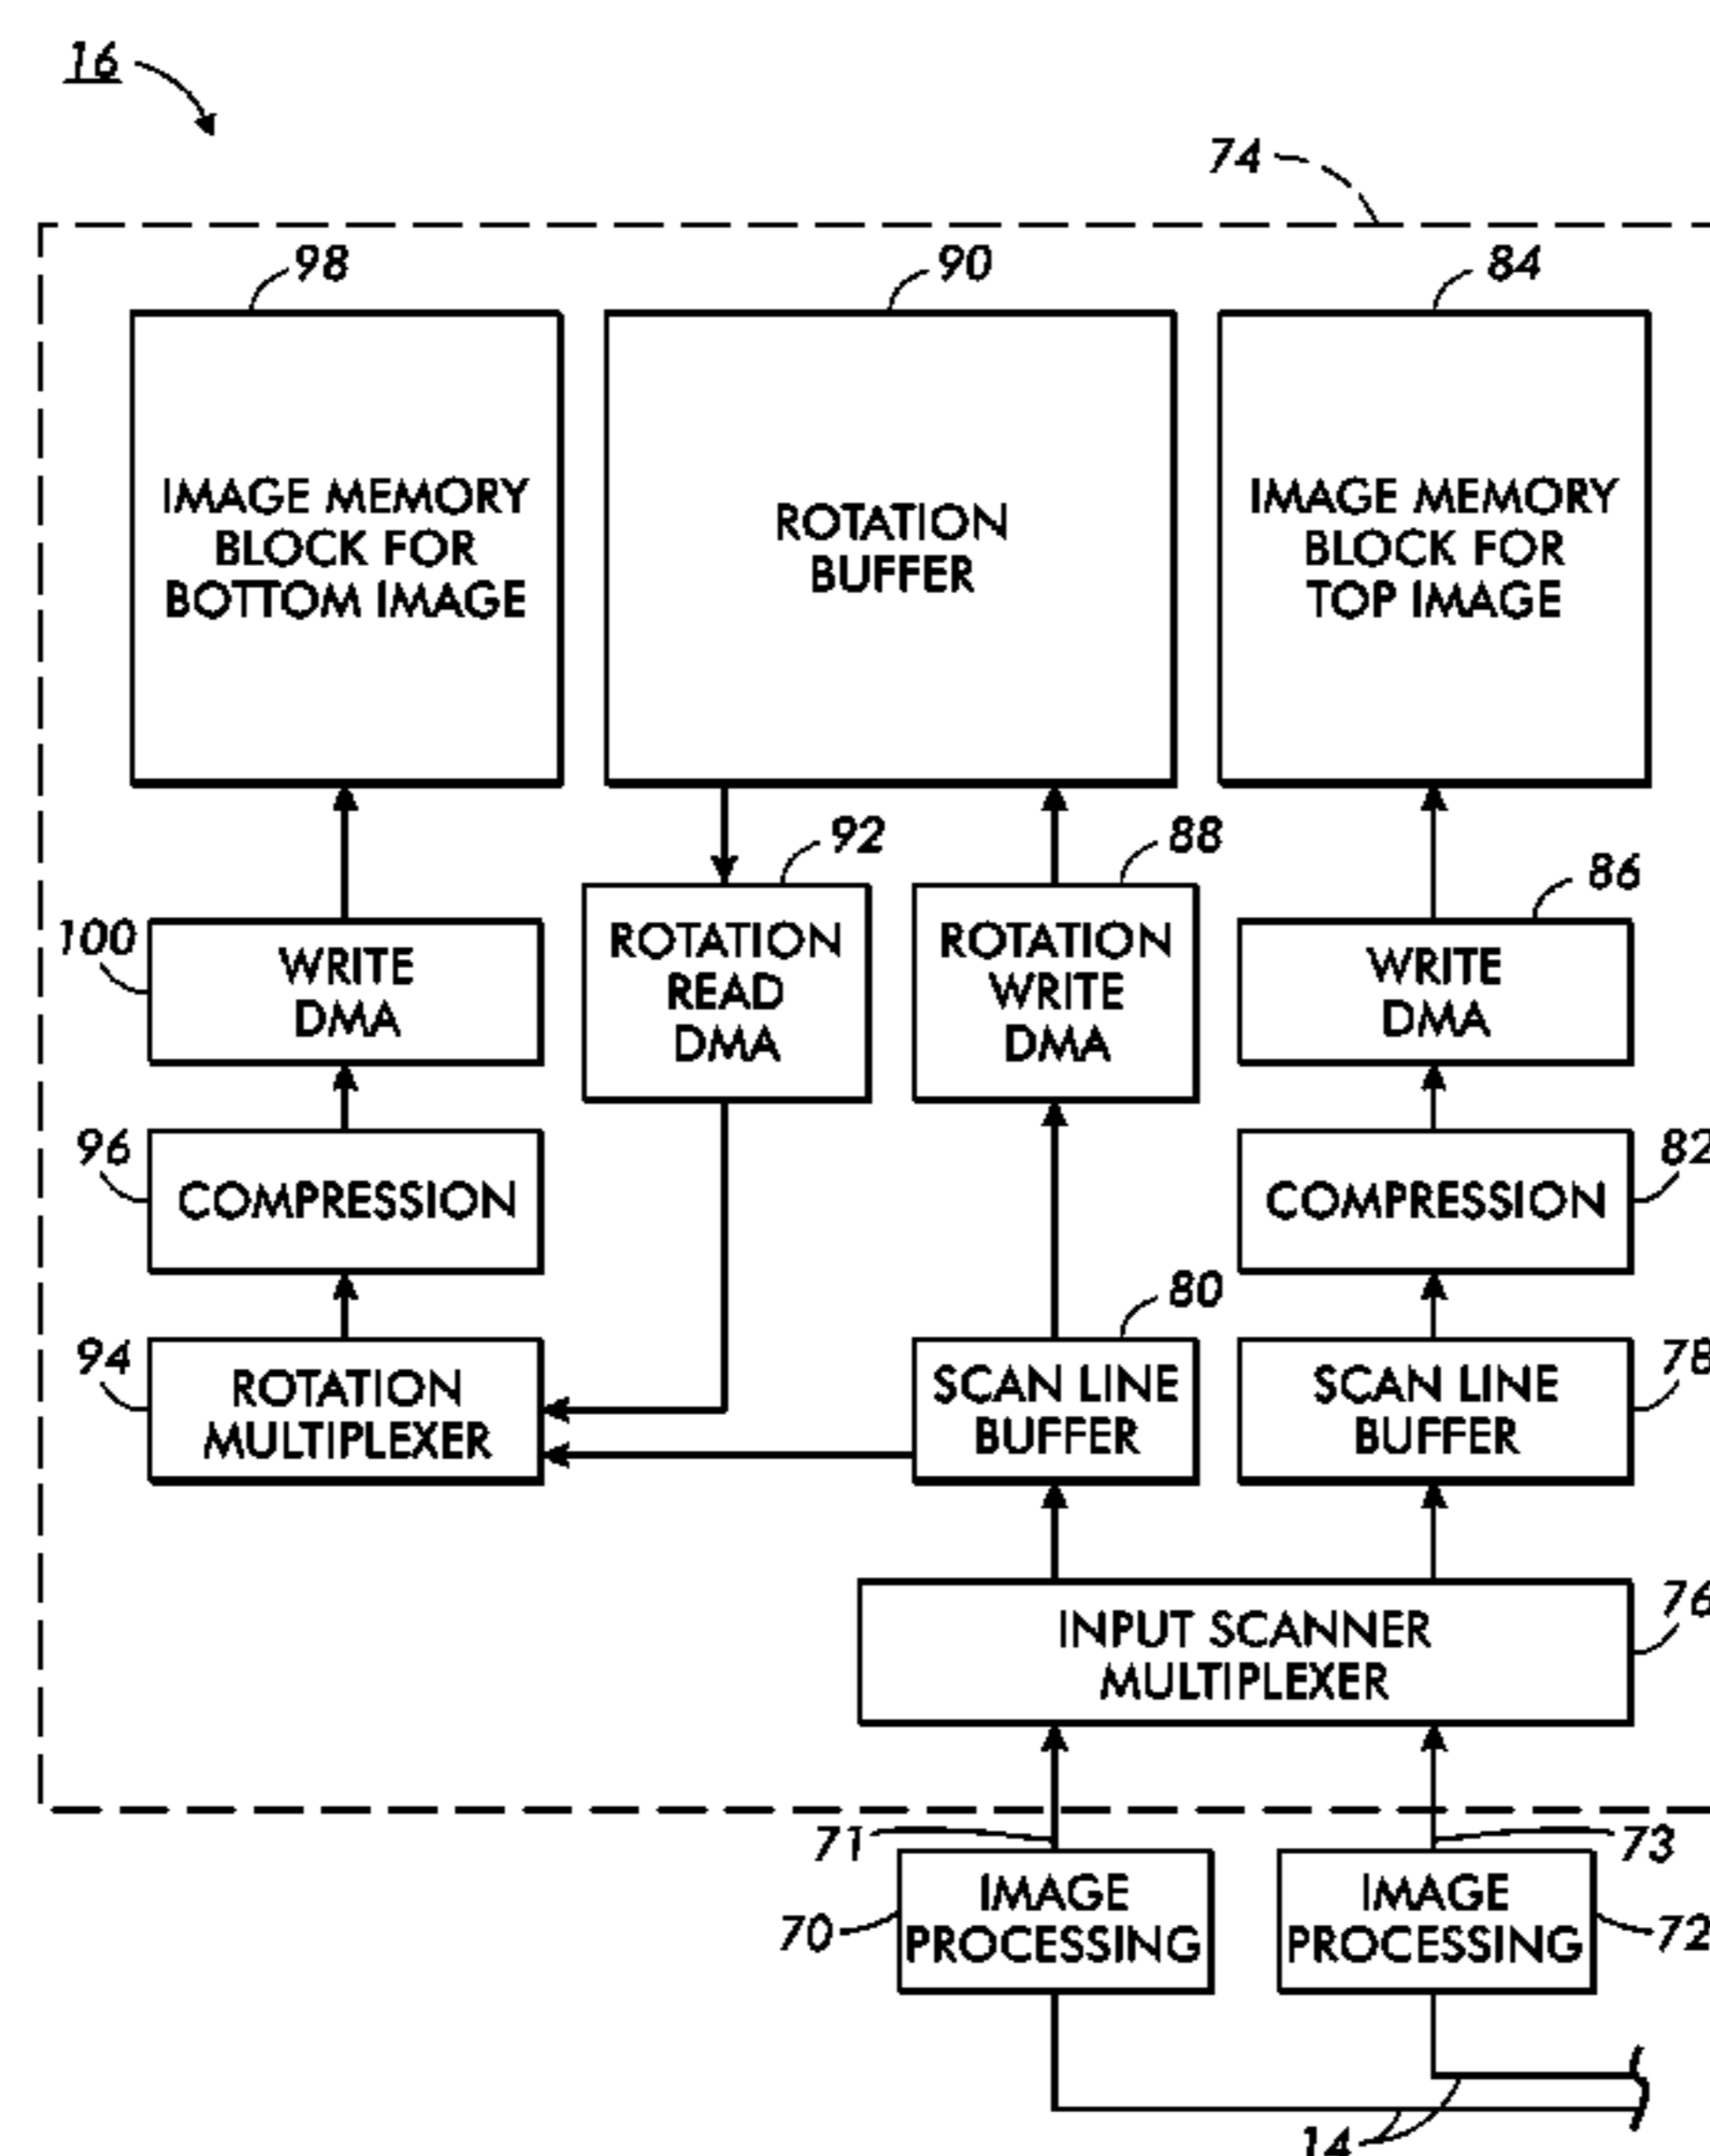 16
74
98
90
84
IMAGE MEMORY
BLOCK FOR
BOTTOM IMAGE
ROTATION
BUFFER
IMAGE MEMORY
BLOCK FOR
TOP IMAGE
92
88
86
100
WRITE
DMA
ROTATION
READ
DMA
ROTATION
WRITE
DMA
WRITE
DMA
96
COMPRESSION
COMPRESSION
82
80
94
ROTATION
MULTIPLEXER
SCAN LINE
BUFFER
SCAN LINE
BUFFER
78
INPUT SCANNER
MULTIPLEXER
76
71
73
70
IMAGE
PROCESSING
IMAGE
PROCESSING
72
14